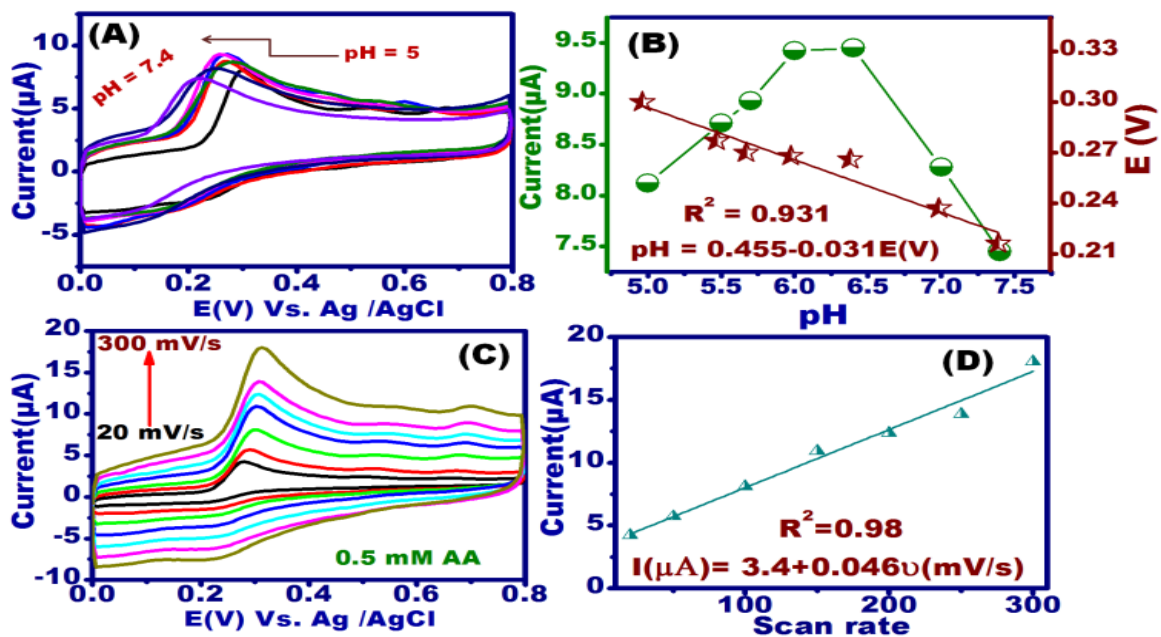 (A)
pH = 5
pH = 7.4
Current(µA)
10
5
0
-5
0.0 0.2 0.4 0.6 0.8
E(V) Vs. Ag /AgCl
(B)
Current(µA)
9.5
9.0
8.5
8.0
7.5
0.33
0.30
0.27
0.24
0.21
E (V)
R² = 0.931
pH = 0.455-0.031E(V)
5.0 5.5 6.0 6.5 7.0 7.5
pH
(C)
300 mV/s
20 mV/s
Current(µA)
20
15
10
5
0
-5
-10
0.5 mM AA
0.0 0.2 0.4 0.6 0.8
E(V) Vs. Ag /AgCl
(D)
Current(µA)
20
15
10
5
0
R²=0.98
I(µA)= 3.4+0.046υ(mV/s)
100 200 300
Scan rate